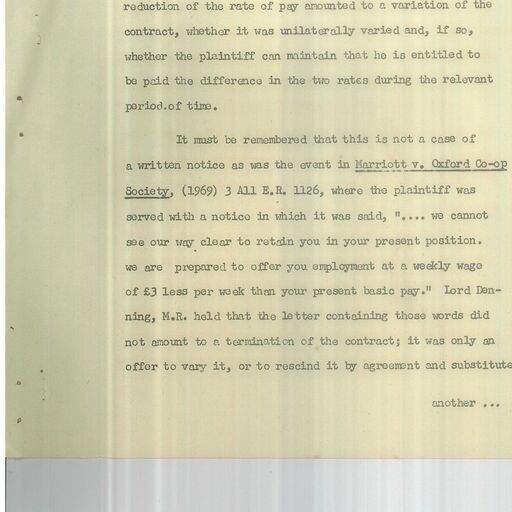 reduction of the rate of pay amounted to a variation of the
contract, whether it was unilaterally varied and, if so,
whether the plaintiff can maintain that he is entitled to
be paid the difference in the two rates during the relevant
period.of time.
It must be remembered that this is not a case of
a written notice as was the event in Marriott v. Oxford Co-op
Society, (1969) 3 All E.R. 1126, where the plaintiff was
served with a notice in which it was said, ".... we cannot
see our way clear to retain you in your present position.
we are prepared to offer you employment at a weekly wage
of £3 less per week than your present basic pay." Lord Den-
ning, M.R. held that the letter containing those words did
not amount to a termination of the contract; it was only an
offer to vary it, or to rescind it by agreement and substitute
another ...